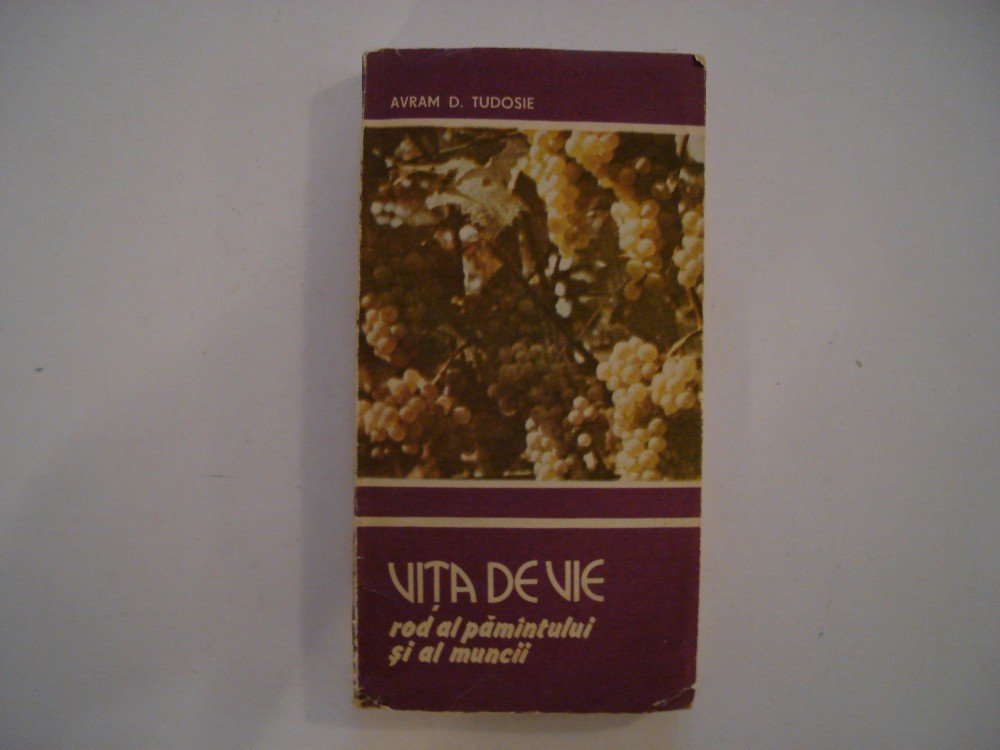 AVRAM D. TUDOSIE
VIȚA DE VIE
rod al pămîntului
și al muncii